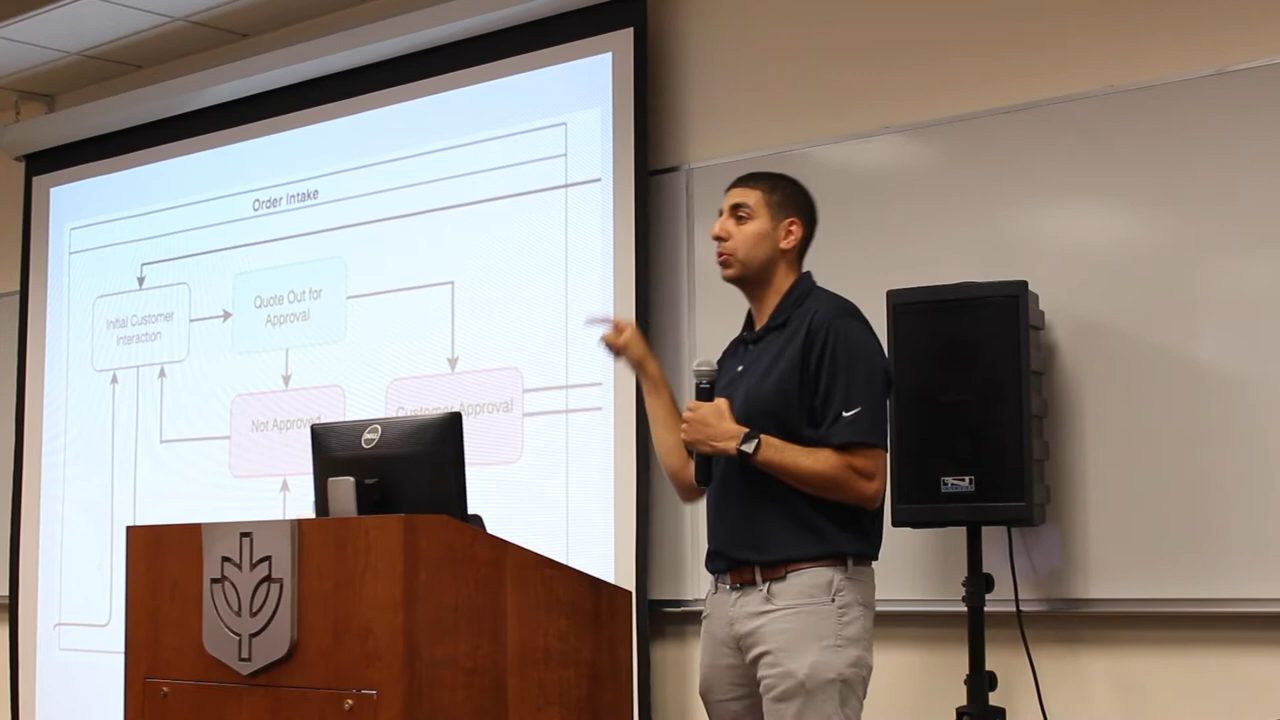 Order Intake
Initial Customer
Interaction
Quote Out for
Approval
Not Approved
Customer Approval
DELL